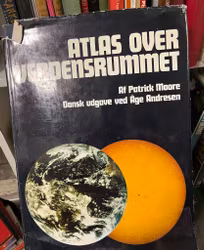 ATLAS OVER
VERDENSRUMMET
Af Patrick Moore
Dansk udgave ved Åge Andresen